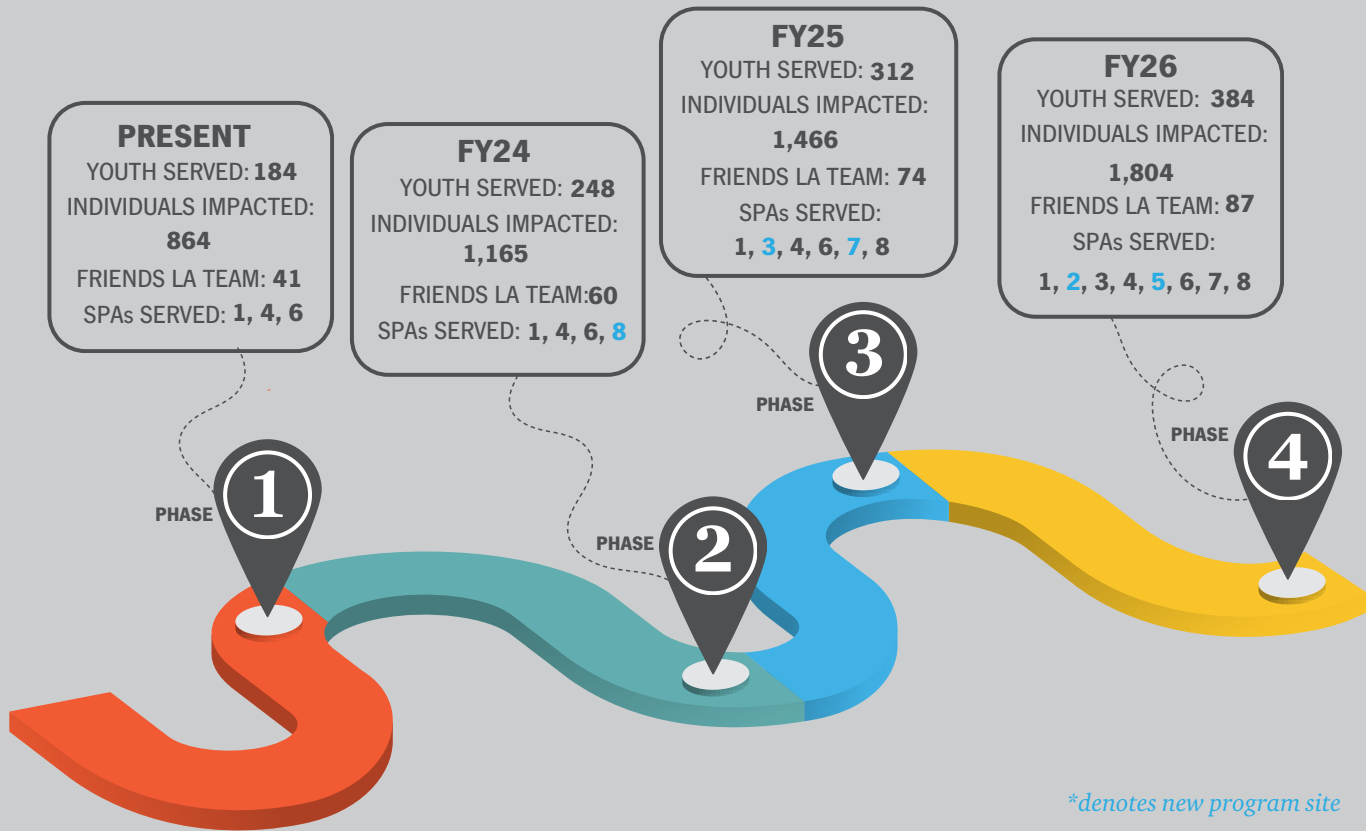 PRESENT
YOUTH SERVED: 184
INDIVIDUALS IMPACTED:
864
FRIENDS LA TEAM: 41
SPAs SERVED: 1, 4, 6
FY24
YOUTH SERVED: 248
INDIVIDUALS IMPACTED:
1,165
FRIENDS LA TEAM:60
SPAs SERVED: 1, 4, 6, 8
FY25
YOUTH SERVED: 312
INDIVIDUALS IMPACTED:
1,466
FRIENDS LA TEAM: 74
SPAs SERVED:
1, 3, 4, 6, 7, 8
FY26
YOUTH SERVED: 384
INDIVIDUALS IMPACTED:
1,804
FRIENDS LA TEAM: 87
SPAs SERVED:
1, 2, 3, 4, 5, 6, 7, 8
PHASE 1
PHASE 2
PHASE 3
PHASE 4
*denotes new program site